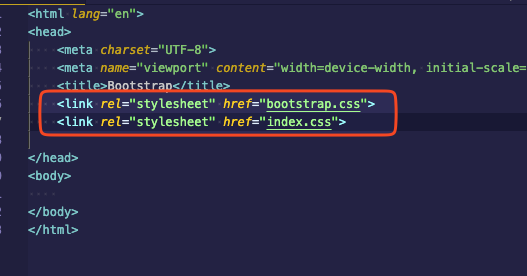 <html lang="en">
<head>
<meta charset="UTF-8">
<meta name="viewport" content="width=device-width, initial-scale=
<title>Bootstrap</title>
<link rel="stylesheet" href="bootstrap.css">
<link rel="stylesheet" href="index.css">
</head>
<body>
</body>
</html>